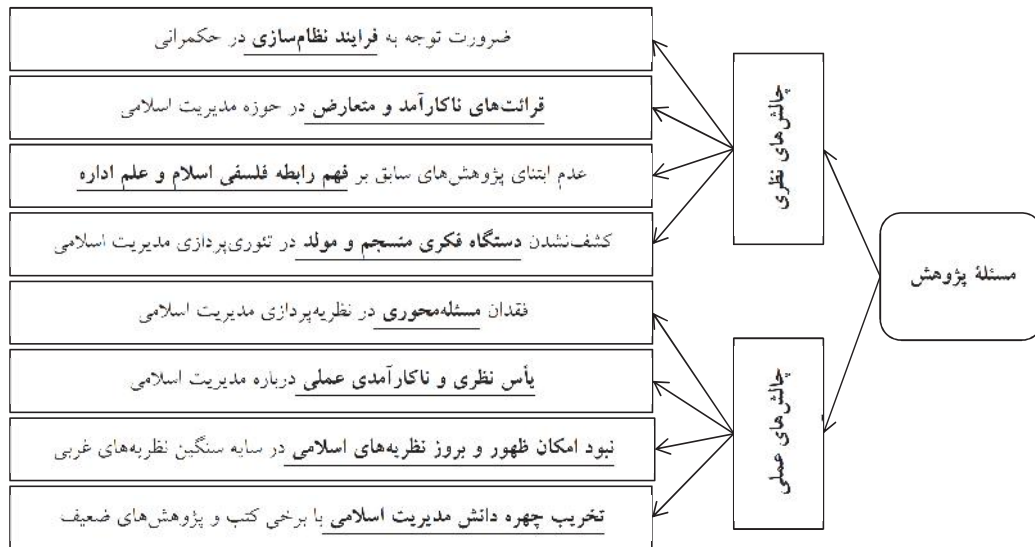 مسئلۀ پژوهش
چالش‌های نظری
ضرورت توجه به فرایند نظام‌سازی در حکمرانی
قرائت‌های ناکارآمد و متعارض در حوزه مدیریت اسلامی
عدم ابتنای پژوهش‌های سابق بر فهم رابطه فلسفی اسلام و علم اداره
کشف‌نشدن دستگاه فکری منسجم و مولد در تئوری‌پردازی مدیریت اسلامی
چالش‌های عملی
فقدان مسئله‌محوری در نظریه‌پردازی مدیریت اسلامی
یأس نظری و ناکارآمدی عملی درباره مدیریت اسلامی
نبود امکان ظهور و بروز نظریه‌های اسلامی در سایه سنگین نظریه‌های غربی
تخریب چهره دانش مدیریت اسلامی با برخی کتب و پژوهش‌های ضعیف